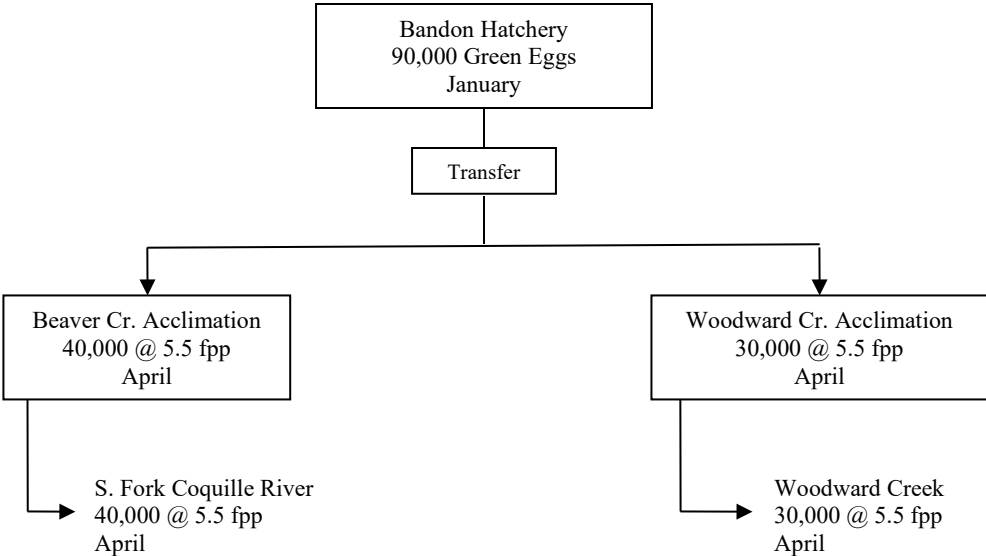 Bandon Hatchery
90,000 Green Eggs
January
Transfer
Beaver Cr. Acclimation
40,000 @ 5.5 fpp
April
Woodward Cr. Acclimation
30,000 @ 5.5 fpp
April
S. Fork Coquille River
40,000 @ 5.5 fpp
April
Woodward Creek
30,000 @ 5.5 fpp
April